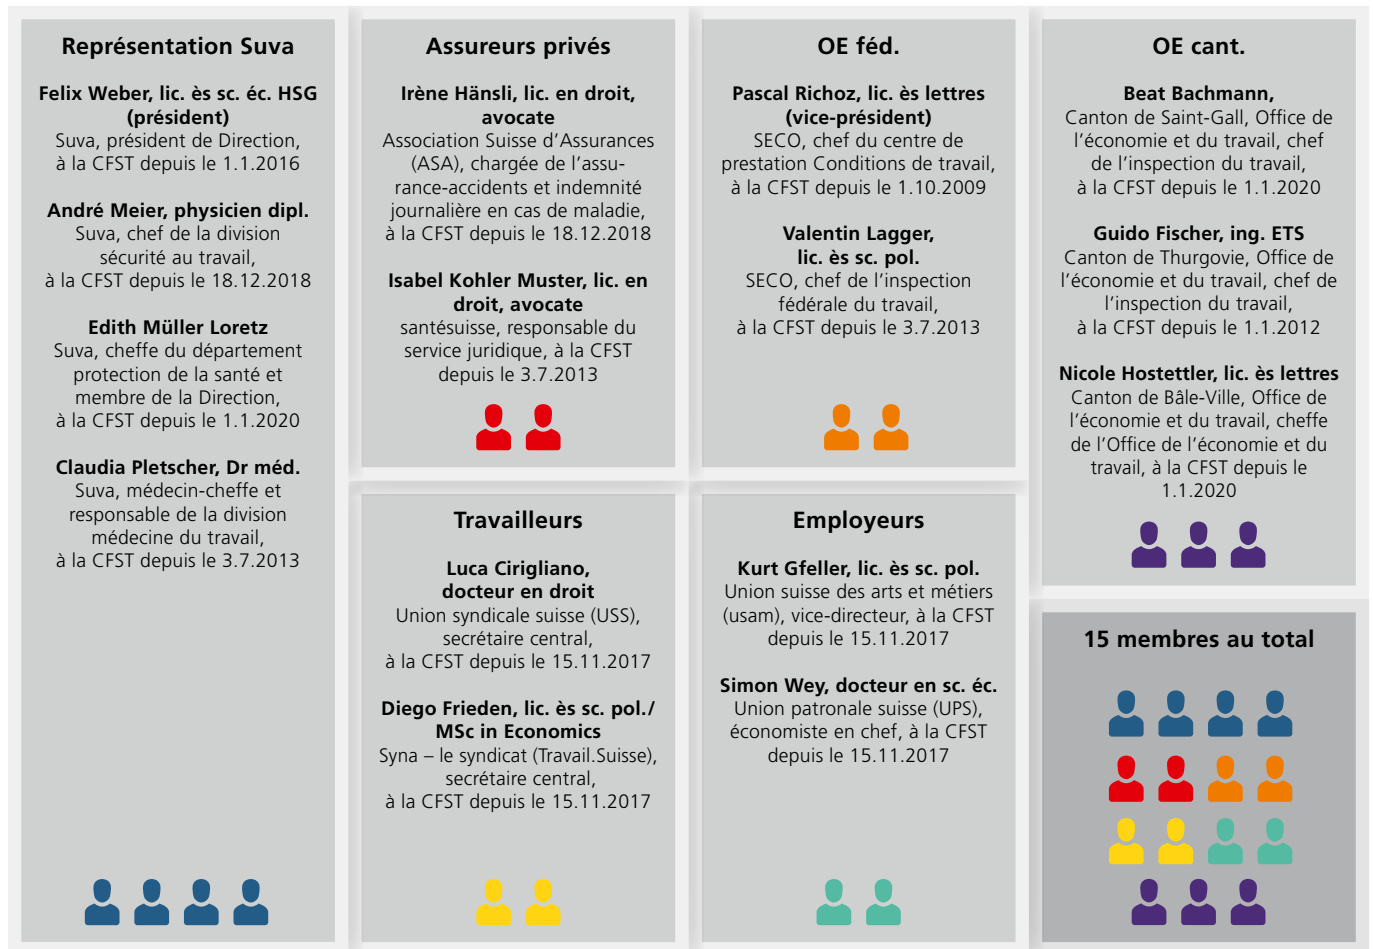 Représentation Suva
Felix Weber, lic. ès sc. éc. HSG
(président)
Suva, président de Direction,
à la CFST depuis le 1.1.2016
André Meier, physicien dipl.
Suva, chef de la division
sécurité au travail,
à la CFST depuis le 18.12.2018
Edith Müller Loretz
Suva, cheffe du département
protection de la santé et
membre de la Direction,
à la CFST depuis le 1.1.2020
Claudia Pletscher, Dr méd.
Suva, médecin-cheffe et
responsable de la division
médecine du travail,
à la CFST depuis le 3.7.2013
Assureurs privés
Irène Hänsli, lic. en droit,
avocate
Association Suisse d'Assurances
(ASA), chargée de l'assu-
rance-accidents et indemnité
journalière en cas de maladie,
à la CFST depuis le 18.12.2018
Isabel Kohler Muster, lic. en
droit, avocate
santésuisse, responsable du
service juridique, à la CFST
depuis le 3.7.2013
OE féd.
Pascal Richoz, lic. ès lettres
(vice-président)
SECO, chef du centre de
prestation Conditions de travail,
à la CFST depuis le 1.10.2009
Valentin Lagger,
lic. ès sc. pol.
SECO, chef de l'inspection
fédérale du travail,
à la CFST depuis le 3.7.2013
OE cant.
Beat Bachmann,
Canton de Saint-Gall, Office de
l'économie et du travail, chef
de l'inspection du travail,
à la CFST depuis le 1.1.2020
Guido Fischer, ing. ETS
Canton de Thurgovie, Office de
l'économie et du travail, chef de
l'inspection du travail,
à la CFST depuis le 1.1.2012
Nicole Hostettler, lic. ès lettres
Canton de Bâle-Ville, Office de
l'économie et du travail, cheffe
de l'Office de l'économie et du
travail, à la CFST depuis le
1.1.2020
Travailleurs
Luca Cirigliano,
docteur en droit
Union syndicale suisse (USS),
secrétaire central,
à la CFST depuis le 15.11.2017
Diego Frieden, lic. ès sc. pol./
MSc in Economics
Syna – le syndicat (Travail.Suisse),
secrétaire central,
à la CFST depuis le 15.11.2017
Employeurs
Kurt Gfeller, lic. ès sc. pol.
Union suisse des arts et métiers
(usam), vice-directeur, à la CFST
depuis le 15.11.2017
Simon Wey, docteur en sc. éc.
Union patronale suisse (UPS),
économiste en chef, à la CFST
depuis le 15.11.2017
15 membres au total